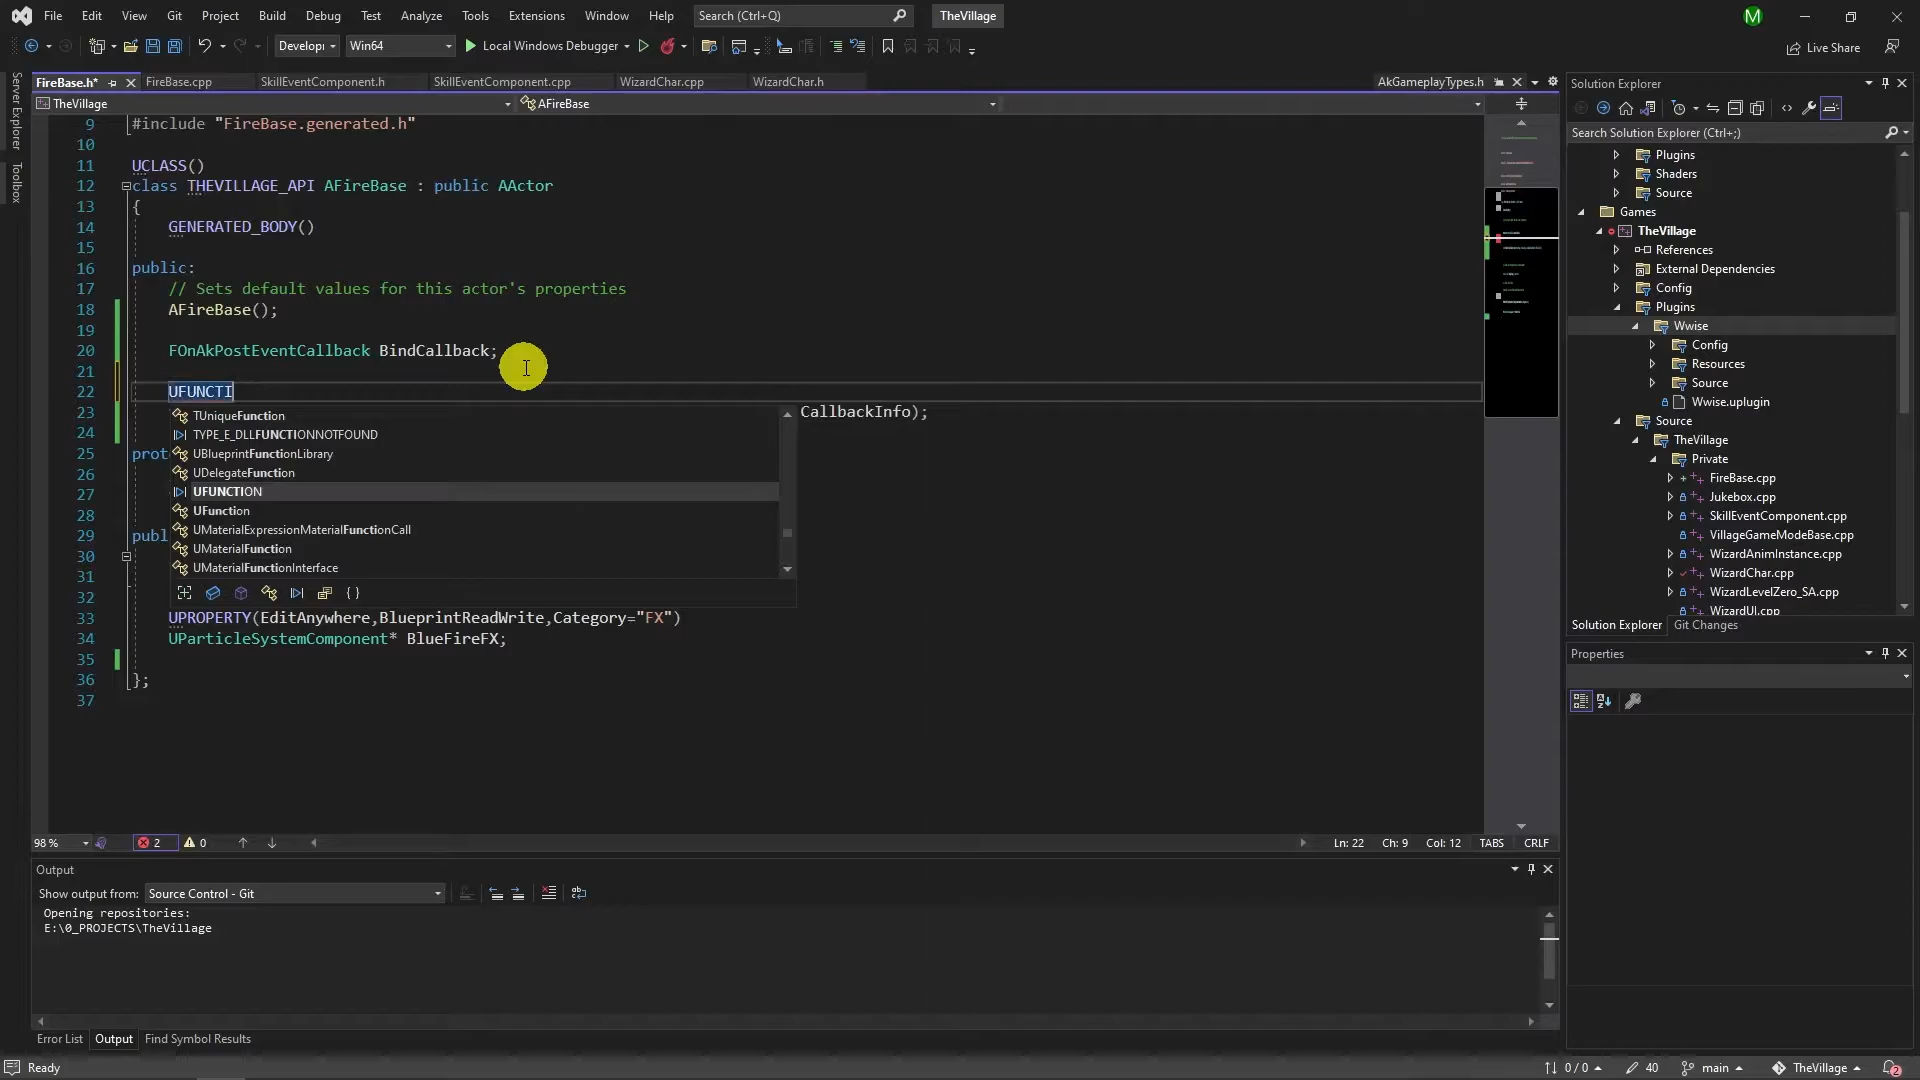 File Edit View Git Project Build Debug Test Analyze Tools Extensions Window Help Search (Ctrl+Q) TheVillage M
Develop Win64 Local Windows Debugger Live Share
Server Explorer
Toolbox
FireBase.h* FireBase.cpp SkillEventComponent.h SkillEventComponent.cpp WizardChar.cpp WizardChar.h AkGameplayTypes.h
TheVillage AFireBase
9 #include "FireBase.generated.h"
10
11 UCLASS()
12 class THEVILLAGE_API AFireBase : public AActor
13 {
14 GENERATED_BODY()
15
16 public:
17 // Sets default values for this actor's properties
18 AFireBase();
19
20 FOnAkPostEventCallback BindCallback;
21
22 UFUNCTI
23 CallbackInfo);
24
25 prot
26
27
28
29 publ
30
31
32
33 UPROPERTY(EditAnywhere,BlueprintReadWrite,Category="FX")
34 UParticleSystemComponent* BlueFireFX;
35
36 };
37
TUniqueFunction
TYPE_E_DLLFUNCTIONNOTFOUND
UBlueprintFunctionLibrary
UDelegateFunction
UFUNCTION
UFunction
UMaterialExpressionMaterialFunctionCall
UMaterialFunction
UMaterialFunctionInterface
98 % 2 0 Ln: 22 Ch: 9 Col: 12 TABS CRLF
Output
Show output from: Source Control - Git
Opening repositories:
E:\0_PROJECTS\TheVillage
Error List Output Find Symbol Results
Solution Explorer
Search Solution Explorer (Ctrl+;)
Plugins
Shaders
Source
Games
TheVillage
References
External Dependencies
Config
Plugins
Wwise
Config
Resources
Source
Wwise.uplugin
Source
TheVillage
Private
FireBase.cpp
Jukebox.cpp
SkillEventComponent.cpp
VillageGameModeBase.cpp
WizardAnimInstance.cpp
WizardChar.cpp
WizardLevelZero_SA.cpp
WizardUI.cpp
Solution Explorer Git Changes
Properties
Ready 0 / 0 40 main TheVillage 2